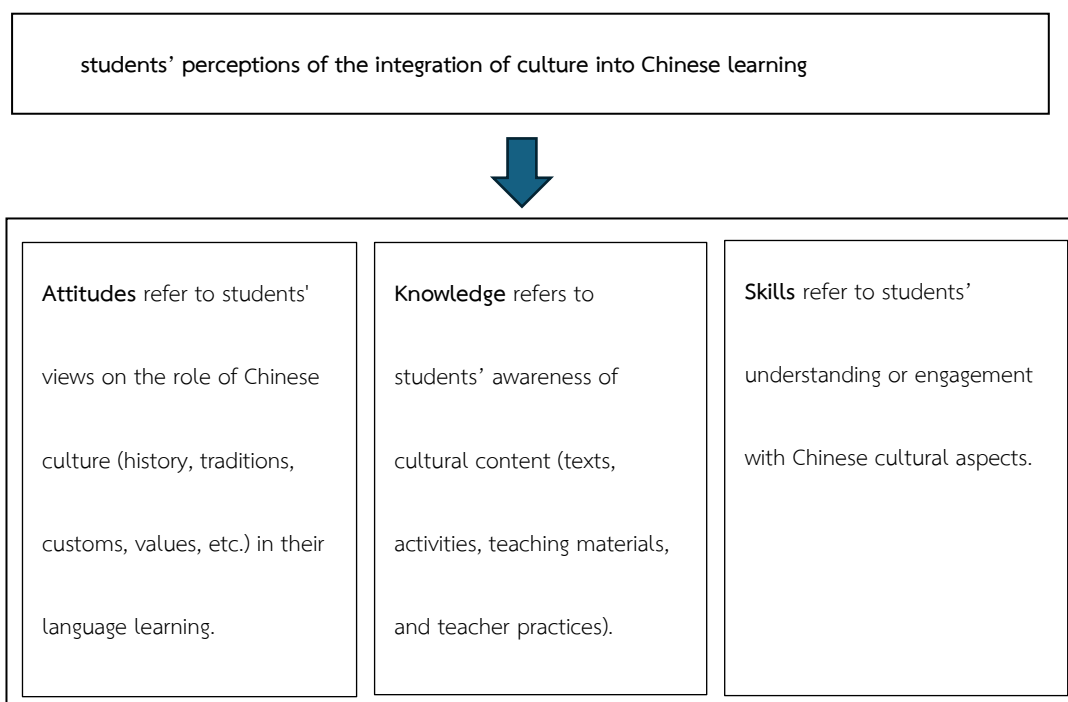 students’ perceptions of the integration of culture into Chinese learning
Attitudes refer to students'
views on the role of Chinese
culture (history, traditions,
customs, values, etc.) in their
language learning.
Knowledge refers to
students’ awareness of
cultural content (texts,
activities, teaching materials,
and teacher practices).
Skills refer to students’
understanding or engagement
with Chinese cultural aspects.